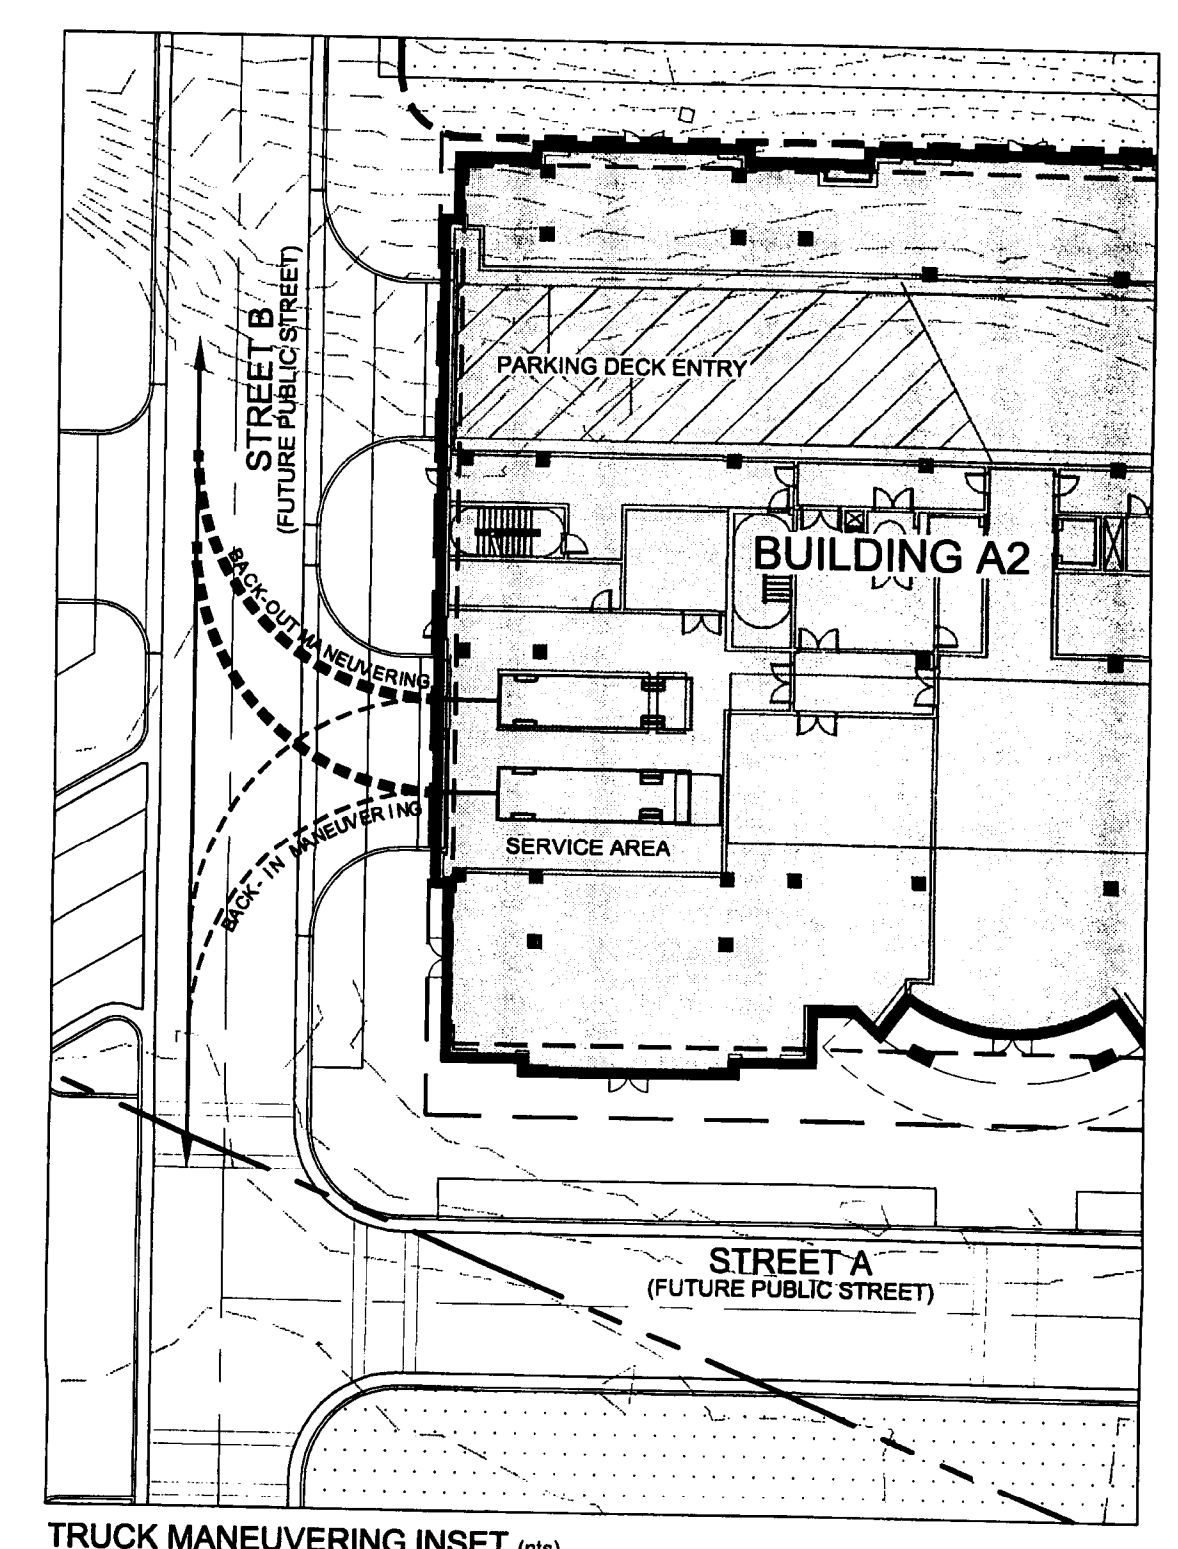 STREET B
(FUTURE PUBLIC STREET)
PARKING DECK ENTRY
BUILDING A2
BACK-OUT MANEUVERING
BACK-IN MANEUVERING
SERVICE AREA
STREET A
(FUTURE PUBLIC STREET)
TRUCK MANEUVERING INSET (nts)